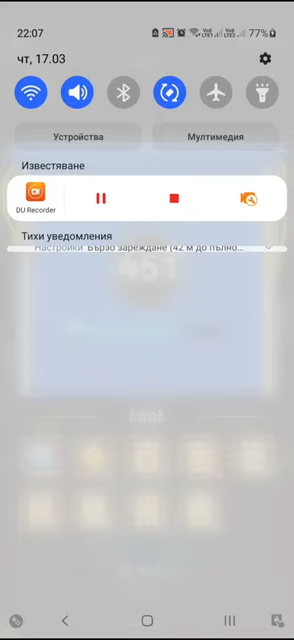 22:07
77%
чт, 17.03
Устройства
Мултимедия
Известяване
DU Recorder
Тихи уведомления
Настройки Бързо зареждане (42 м до пълно...